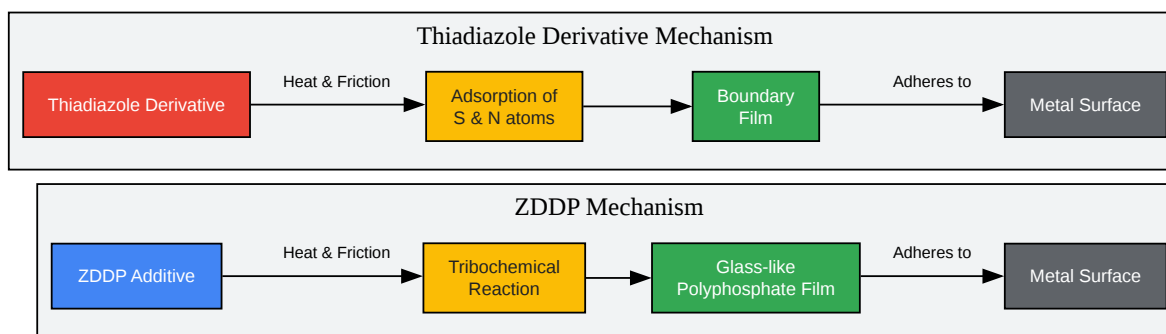 Thiadiazole Derivative Mechanism
Thiadiazole Derivative
Heat & Friction
Adsorption of
S & N atoms
Boundary
Film
Adheres to
Metal Surface
ZDDP Mechanism
ZDDP Additive
Heat & Friction
Tribochemical
Reaction
Glass-like
Polyphosphate Film
Adheres to
Metal Surface